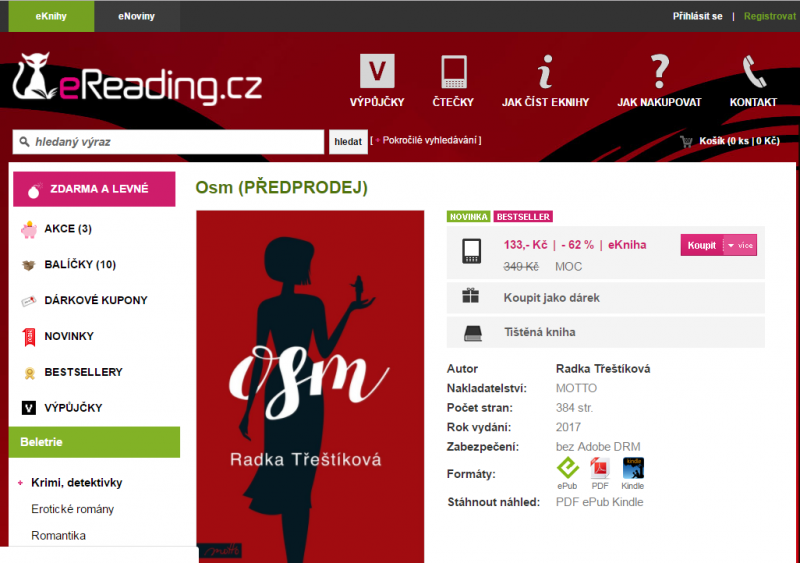 eKnihy
eNoviny
Přihlásit se | Registrovat
eReading.cz
V
VÝPŮJČKY
ČTEČKY
JAK ČÍST EKNIHY
JAK NAKUPOVAT
KONTAKT
hledaný výraz
hledat
[ + Pokročilé vyhledávání ]
Košík (0 ks | 0 Kč)
ZDARMA A LEVNÉ
AKCE (3)
BALÍČKY (10)
DÁRKOVÉ KUPONY
NOVINKY
BESTSELLERY
V VÝPŮJČKY
Beletrie
+ Krimi, detektivky
Erotické romány
Romantika
Osm (PŘEDPRODEJ)
osm
Radka Třeštíková
motto
NOVINKA BESTSELLER
133,- Kč | - 62 % | eKniha
Koupit více
349 Kč MOC
Koupit jako dárek
Tištěná kniha
Autor Radka Třeštíková
Nakladatelství: MOTTO
Počet stran: 384 str.
Rok vydání: 2017
Zabezpečení: bez Adobe DRM
Formáty: ePub PDF Kindle
Stáhnout náhled: PDF ePub Kindle